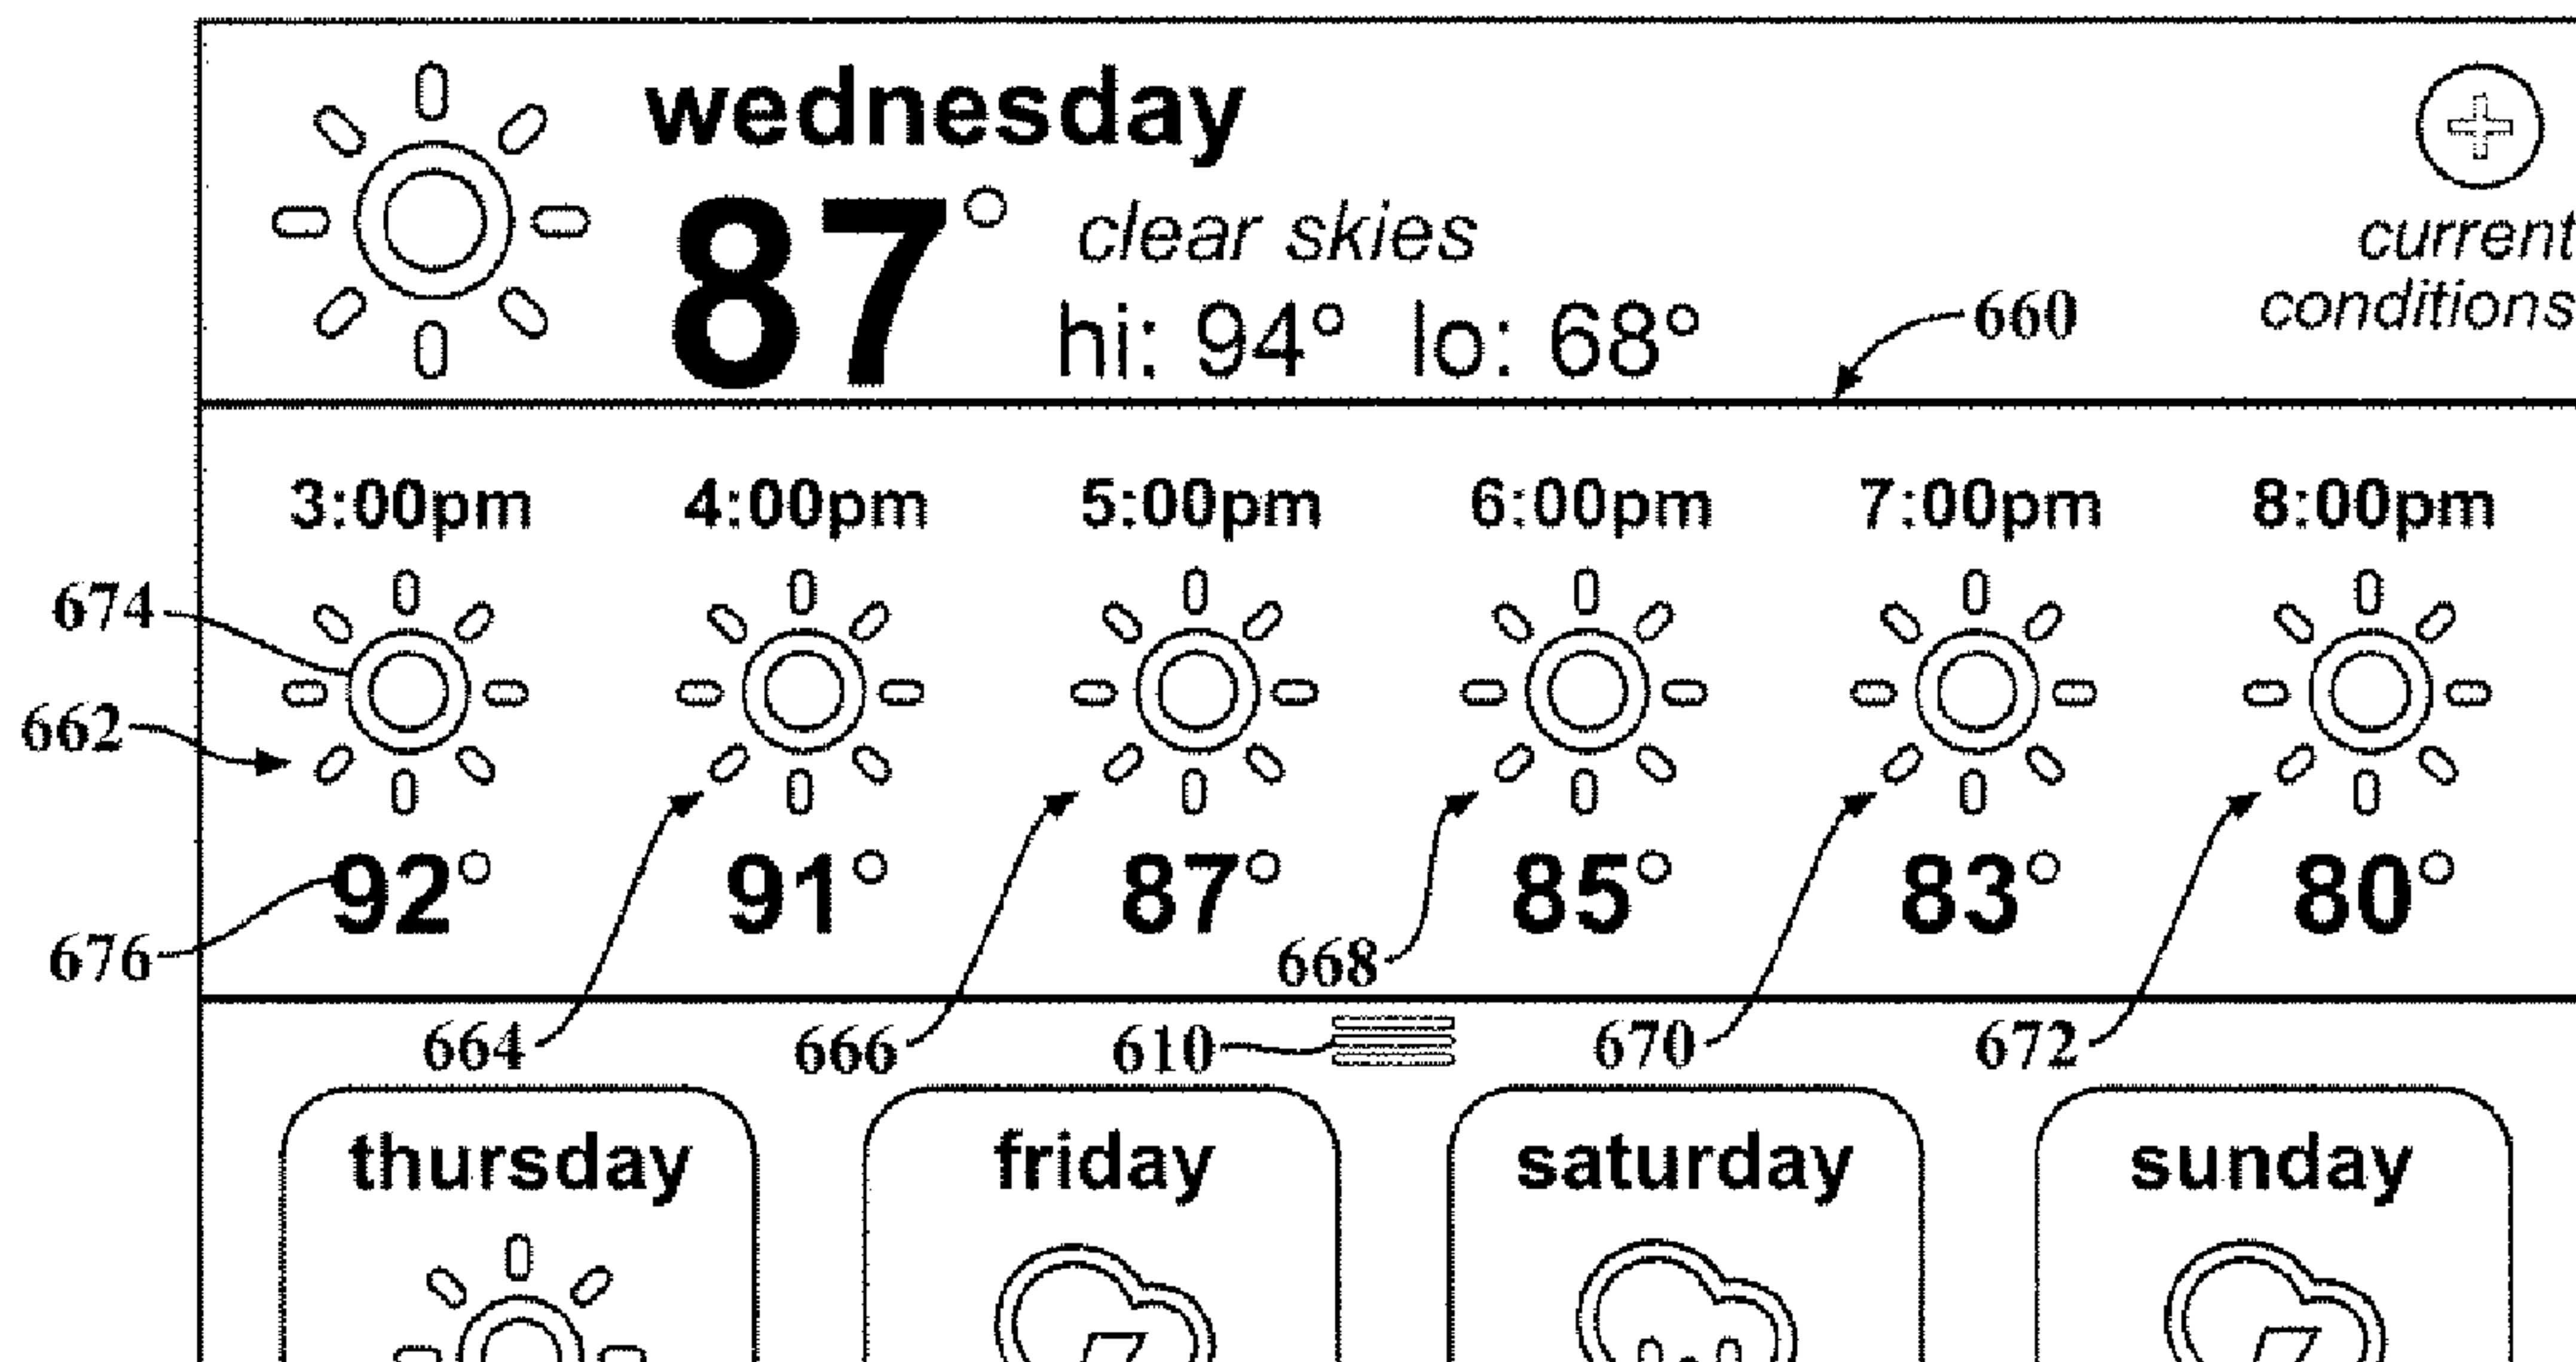 wednesday
87° clear skies
hi: 94° lo: 68°
current
conditions
660
3:00pm 4:00pm 5:00pm 6:00pm 7:00pm 8:00pm
674
662
92° 91° 87° 85° 83° 80°
676 668
664 666 610 670 672
thursday friday saturday sunday